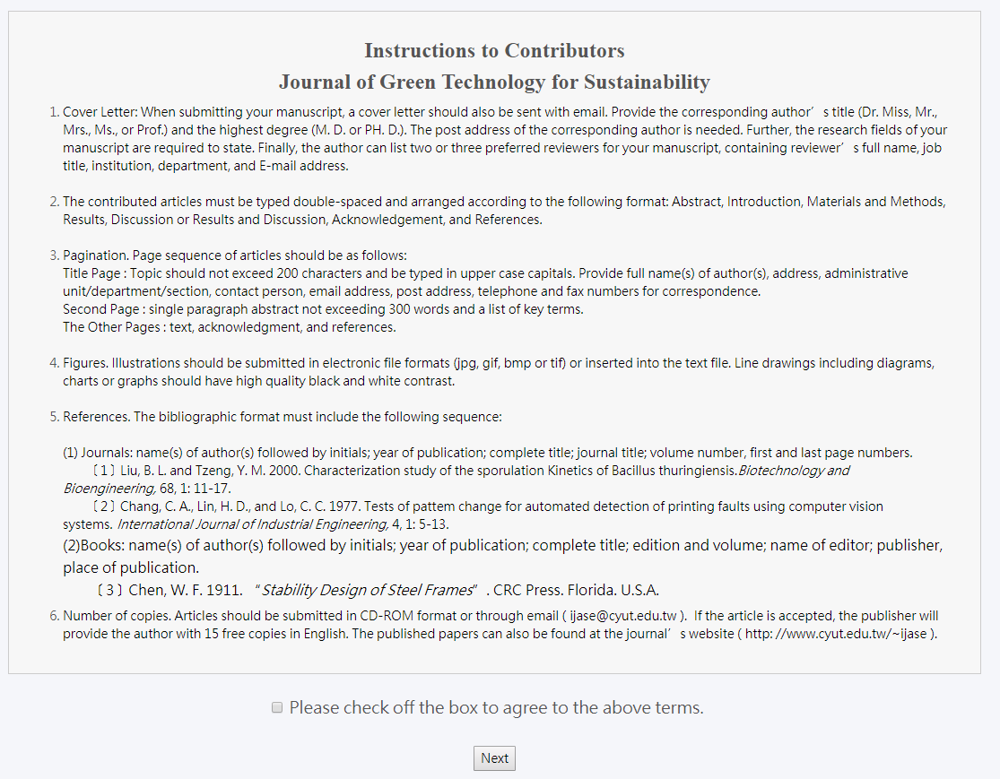 Instructions to Contributors
Journal of Green Technology for Sustainability
1. Cover Letter: When submitting your manuscript, a cover letter should also be sent with email. Provide the corresponding author’s title (Dr. Miss, Mr.,
Mrs., Ms., or Prof.) and the highest degree (M. D. or PH. D.). The post address of the corresponding author is needed. Further, the research fields of your
manuscript are required to state. Finally, the author can list two or three preferred reviewers for your manuscript, containing reviewer’s full name, job
title, institution, department, and E-mail address.
2. The contributed articles must be typed double-spaced and arranged according to the following format: Abstract, Introduction, Materials and Methods,
Results, Discussion or Results and Discussion, Acknowledgement, and References.
3. Pagination. Page sequence of articles should be as follows:
Title Page : Topic should not exceed 200 characters and be typed in upper case capitals. Provide full name(s) of author(s), address, administrative
unit/department/section, contact person, email address, post address, telephone and fax numbers for correspondence.
Second Page : single paragraph abstract not exceeding 300 words and a list of key terms.
The Other Pages : text, acknowledgment, and references.
4. Figures. Illustrations should be submitted in electronic file formats (jpg, gif, bmp or tif) or inserted into the text file. Line drawings including diagrams,
charts or graphs should have high quality black and white contrast.
5. References. The bibliographic format must include the following sequence:
(1) Journals: name(s) of author(s) followed by initials; year of publication; complete title; journal title; volume number, first and last page numbers.
〔1〕Liu, B. L. and Tzeng, Y. M. 2000. Characterization study of the sporulation Kinetics of Bacillus thuringiensis.Biotechnology and
Bioengineering, 68, 1: 11-17.
〔2〕Chang, C. A., Lin, H. D., and Lo, C. C. 1977. Tests of pattem change for automated detection of printing faults using computer vision
systems. International Journal of Industrial Engineering, 4, 1: 5-13.
(2)Books: name(s) of author(s) followed by initials; year of publication; complete title; edition and volume; name of editor; publisher,
place of publication.
〔3〕Chen, W. F. 1911. “Stability Design of Steel Frames”. CRC Press. Florida. U.S.A.
6. Number of copies. Articles should be submitted in CD-ROM format or through email ( ijase@cyut.edu.tw ). If the article is accepted, the publisher will
provide the author with 15 free copies in English. The published papers can also be found at the journal’s website ( http: //www.cyut.edu.tw/~ijase ).
Please check off the box to agree to the above terms.
Next